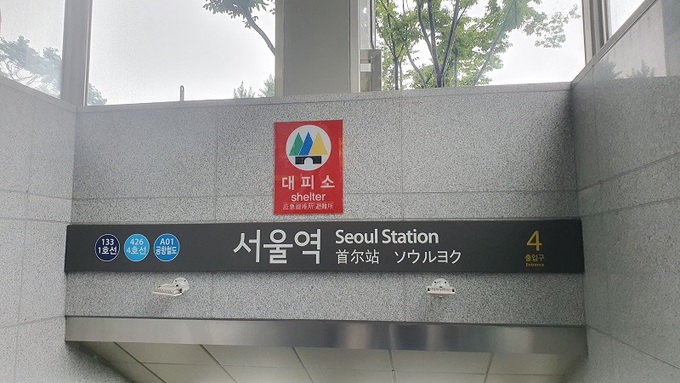 대피소
shelter
133
1호선
426
4호선
A01
공항철도
서울역
Seoul Station
首尔站 ソウルヨク
4
출입구
Entrance